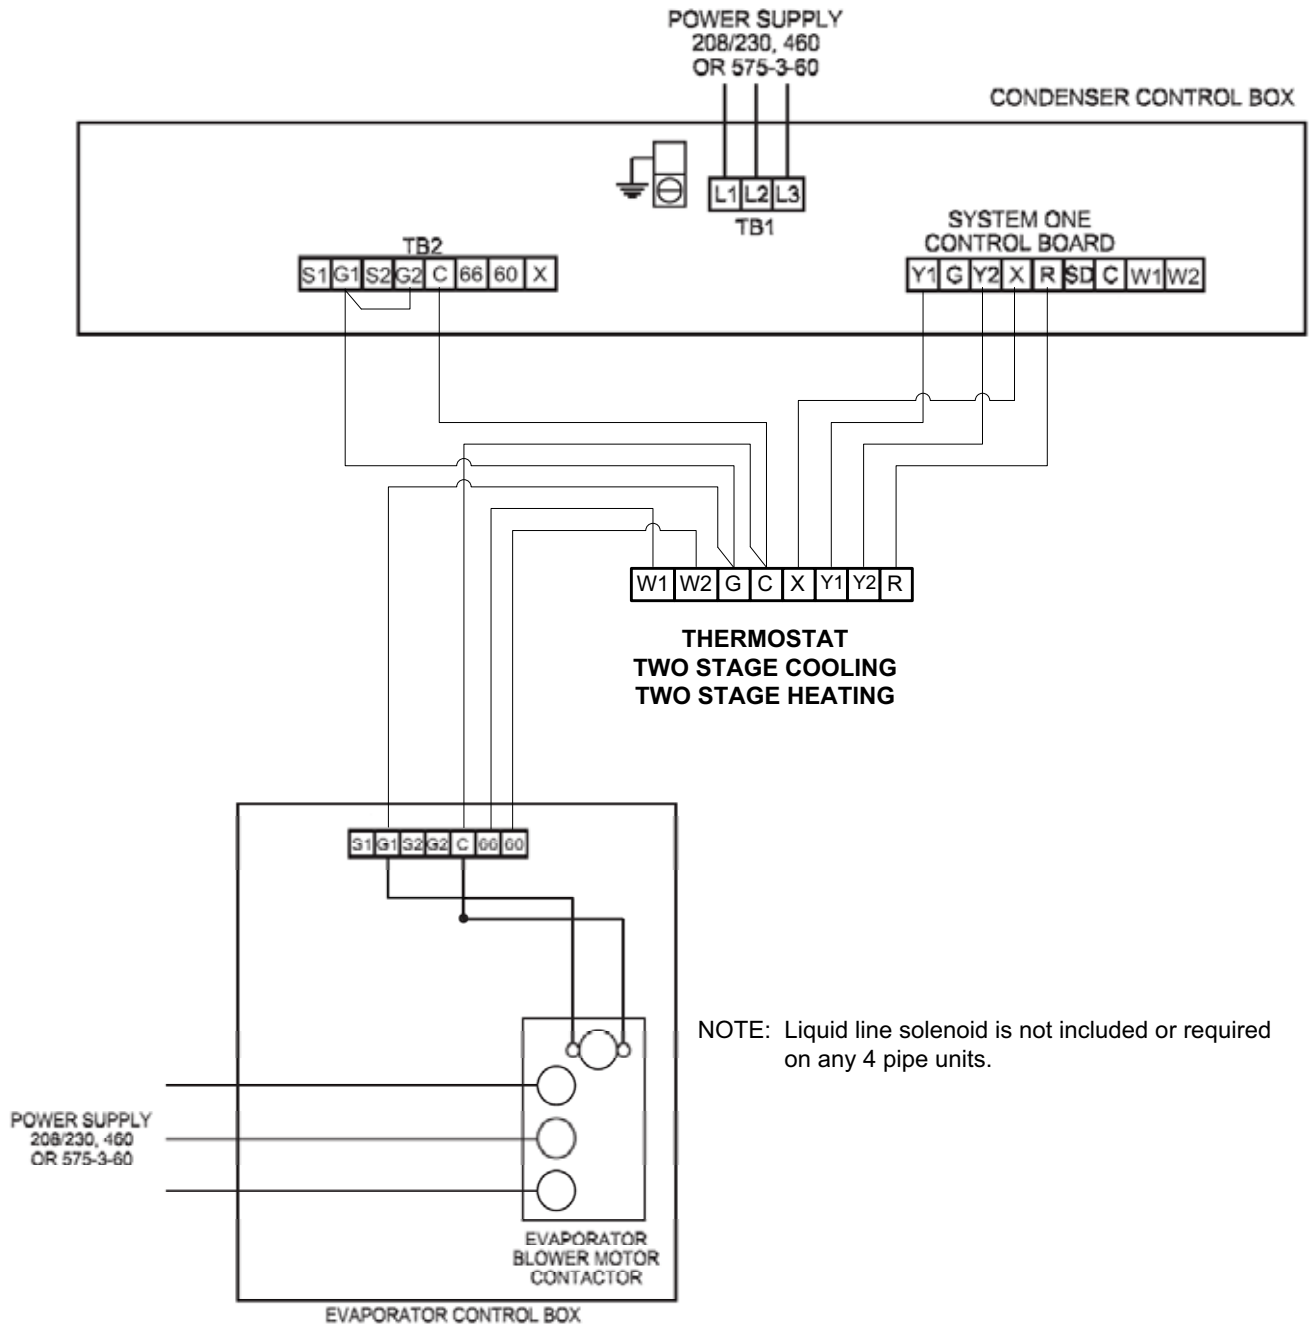 POWER SUPPLY
208/230, 460
OR 575-3-60
CONDENSER CONTROL BOX
L1 L2 L3
TB1
SYSTEM ONE
CONTROL BOARD
TB2
S1 G1 S2 G2 C 66 60 X
Y1 G Y2 X R SD C W1 W2
W1 W2 G C X Y1 Y2 R
THERMOSTAT
TWO STAGE COOLING
TWO STAGE HEATING
S1 G1 S2 G2 C 66 60
NOTE: Liquid line solenoid is not included or required
on any 4 pipe units.
POWER SUPPLY
208/230, 460
OR 575-3-60
EVAPORATOR
BLOWER MOTOR
CONTACTOR
EVAPORATOR CONTROL BOX